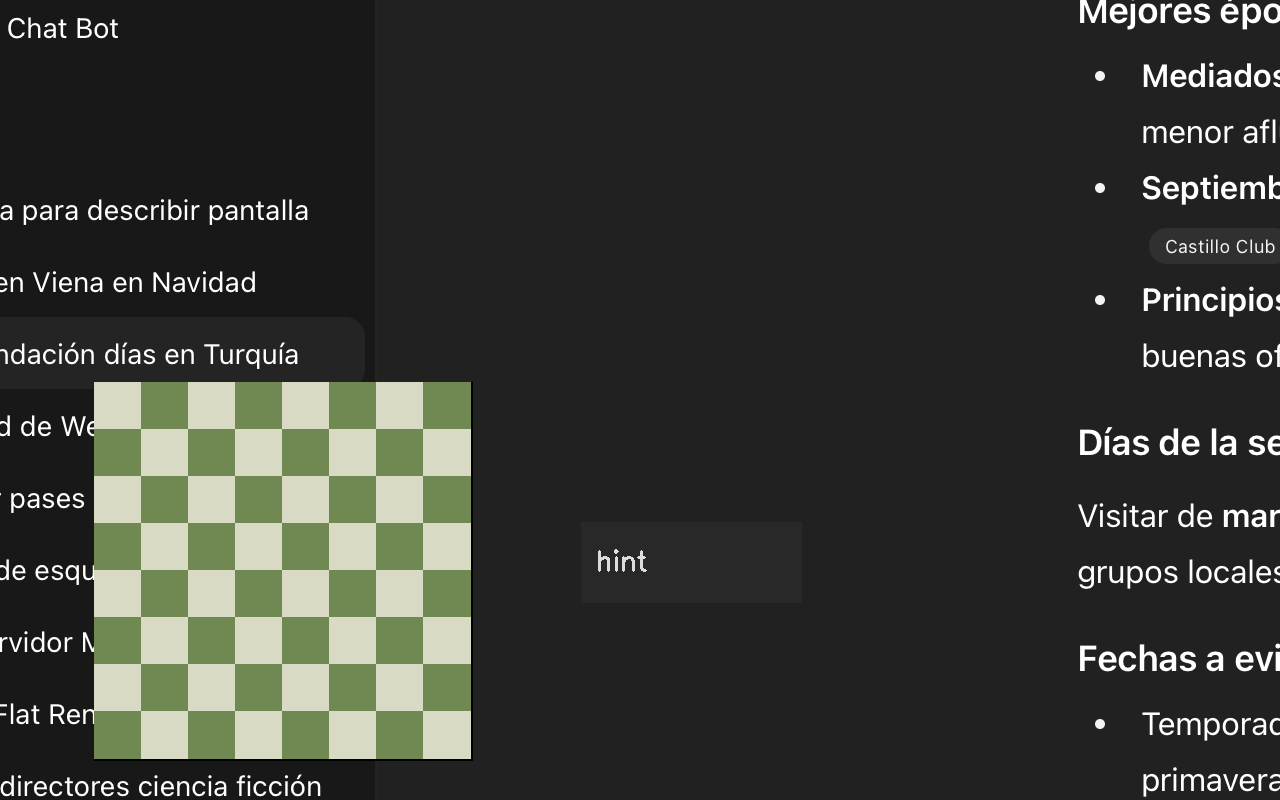 Chat Bot
a para describir pantalla
en Viena en Navidad
ndación días en Turquía
d de We
pases
de esqu
rvidor M
Flat Ren
directores ciencia ficción
hint
Mejores épo
Mediados
menor afl
Septiemb
Castillo Club
Principios
buenas of
Días de la se
Visitar de mar
grupos locales
Fechas a evi
Temporad
primavera